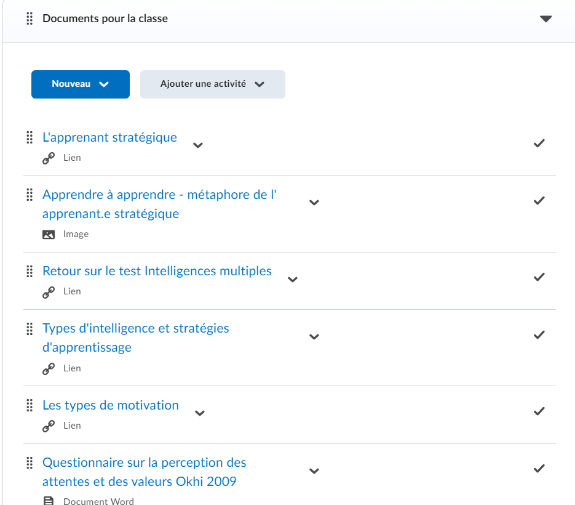 Documents pour la classe
Nouveau
Ajouter une activité
L'apprenant stratégique
Lien
Apprendre à apprendre - métaphore de l'
apprenant.e stratégique
Image
Retour sur le test Intelligences multiples
Lien
Types d'intelligence et stratégies
d'apprentissage
Lien
Les types de motivation
Lien
Questionnaire sur la perception des
attentes et des valeurs Okhi 2009
Document Word